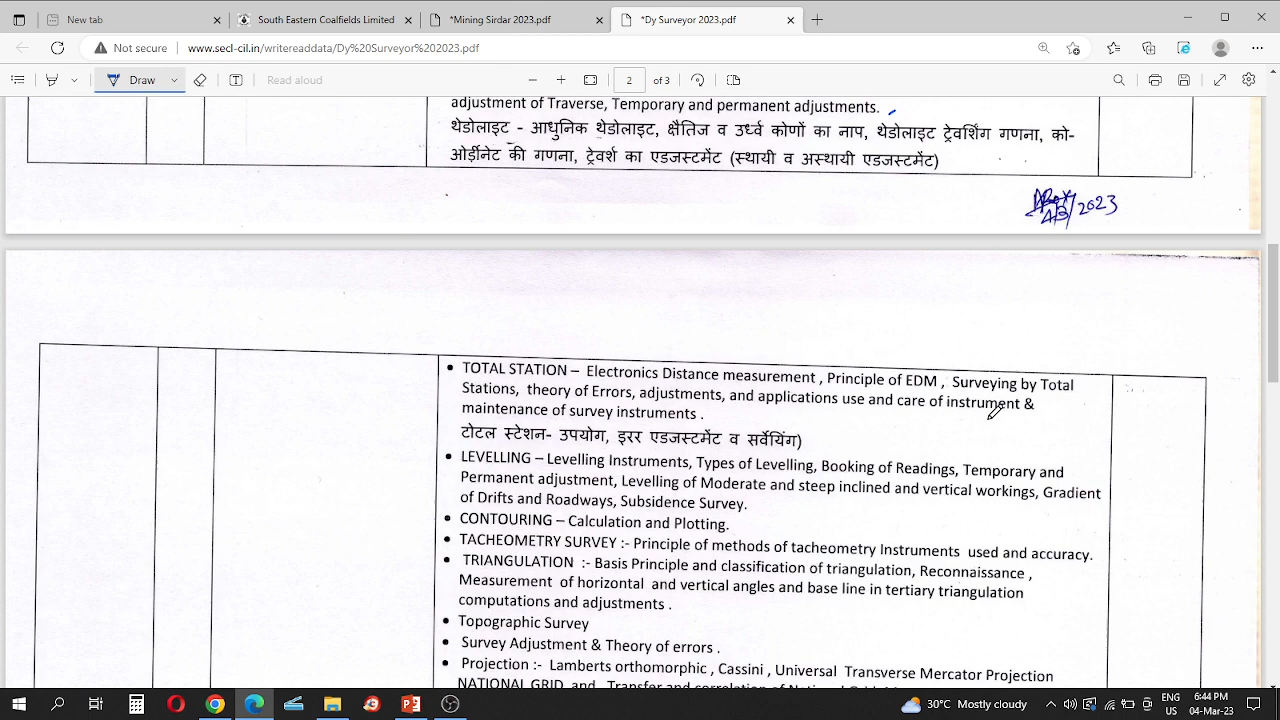 New tab
South Eastern Coalfields Limited
*Mining Sirdar 2023.pdf
*Dy Surveyor 2023.pdf
Not secure
www.secl-cil.in/writereaddata/Dy%20Surveyor%202023.pdf
Draw
Read aloud
2
of 3
adjustment of Traverse, Temporary and permanent adjustments.
थेडोलाइट - आधुनिक थेडोलाइट, क्षैतिज व उर्ध्व कोणों का नाप, थेडोलाइट ट्रेवर्शिंग गणना, को-
ओर्डीनेट की गणना, ट्रेवर्श का एडजस्टमेंट (स्थायी व अस्थायी एडजस्टमेंट)
2023
• TOTAL STATION – Electronics Distance measurement , Principle of EDM , Surveying by Total
Stations, theory of Errors, adjustments, and applications use and care of instrument &
maintenance of survey instruments .
टोटल स्टेशन- उपयोग, इरर एडजस्टमेंट व सर्वेयिंग)
• LEVELLING – Levelling Instruments, Types of Levelling, Booking of Readings, Temporary and
Permanent adjustment, Levelling of Moderate and steep inclined and vertical workings, Gradient
of Drifts and Roadways, Subsidence Survey.
• CONTOURING – Calculation and Plotting.
• TACHEOMETRY SURVEY :- Principle of methods of tacheometry Instruments used and accuracy.
• TRIANGULATION :- Basis Principle and classification of triangulation, Reconnaissance ,
Measurement of horizontal and vertical angles and base line in tertiary triangulation
computations and adjustments .
• Topographic Survey
• Survey Adjustment & Theory of errors .
• Projection :- Lamberts orthomorphic , Cassini , Universal Transverse Mercator Projection
NATIONAL GRID and Transfer and correlation of
30°C Mostly cloudy
ENG
US
6:44 PM
04-Mar-23